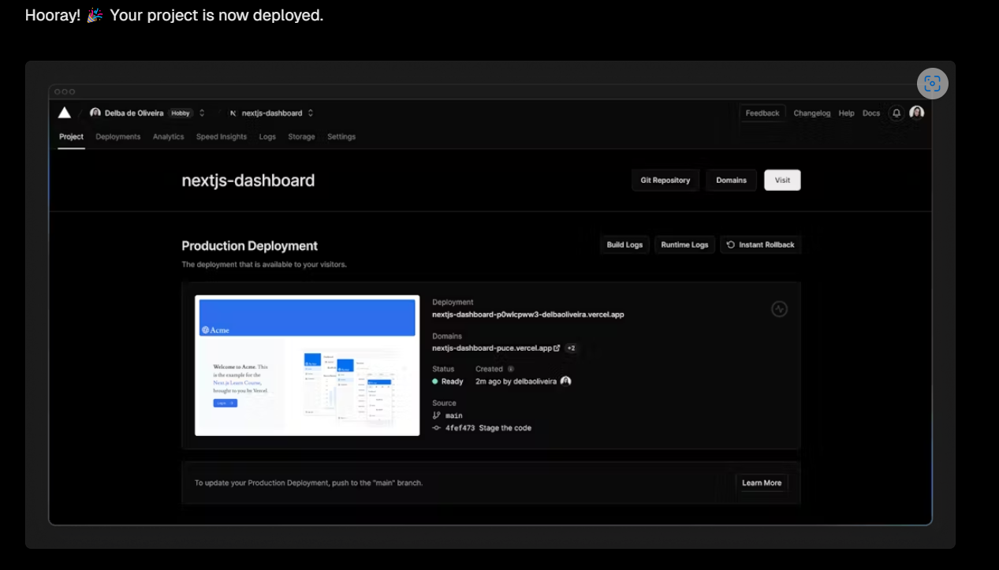 Hooray! 🎉 Your project is now deployed.
Delba de Oliveira Hobby nextjs-dashboard Feedback Changelog Help Docs
Project Deployments Analytics Speed Insights Logs Storage Settings
nextjs-dashboard Git Repository Domains Visit
Production Deployment Build Logs Runtime Logs Instant Rollback
The deployment that is available to your visitors.
Acme
Welcome to Acme. This
is the example for the
Next.js Learn Course,
brought to you by Vercel.
Log in
Deployment
nextjs-dashboard-p0wlcpww3-delbaoliveira.vercel.app
Domains
nextjs-dashboard-puce.vercel.app +2
Status Created
Ready 2m ago by delbaoliveira
Source
main
4fef473 Stage the code
To update your Production Deployment, push to the "main" branch. Learn More